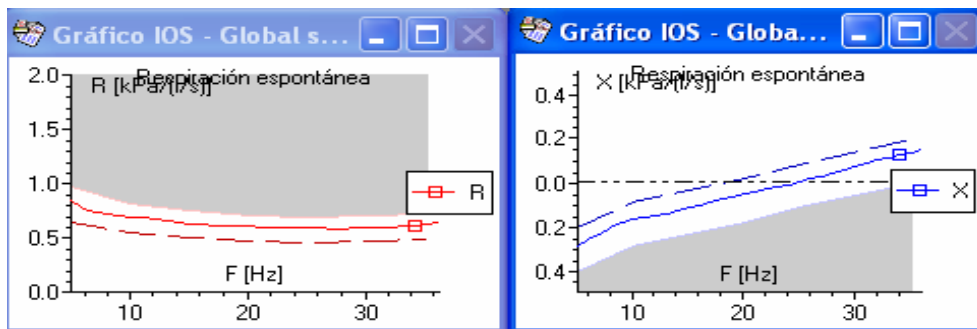 Gráfico IOS - Global s...
Respiración espontánea
R [kPa/(l/s)]
2.0
1.5
1.0
0.5
0.0
R
F [Hz]
10
20
30
Gráfico IOS - Globa...
Respiración espontánea
X [kPa/(l/s)]
0.4
0.2
0.0
0.2
0.4
X
F [Hz]
10
20
30